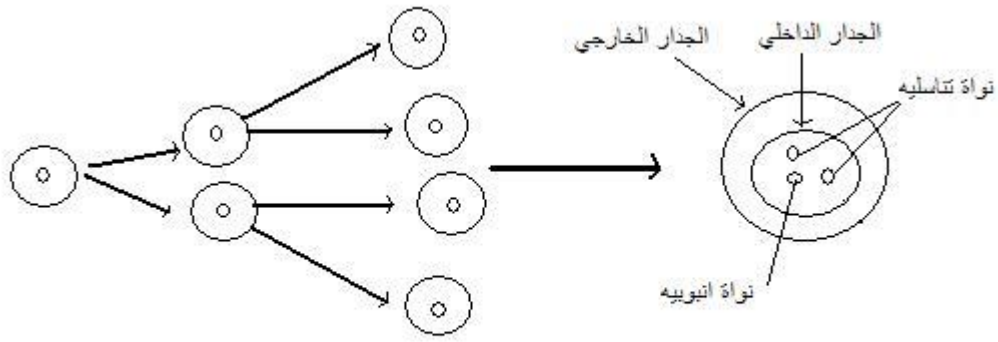 الجدار الداخلي
الجدار الخارجي
نواة تناسليه
نواة انبوبيه